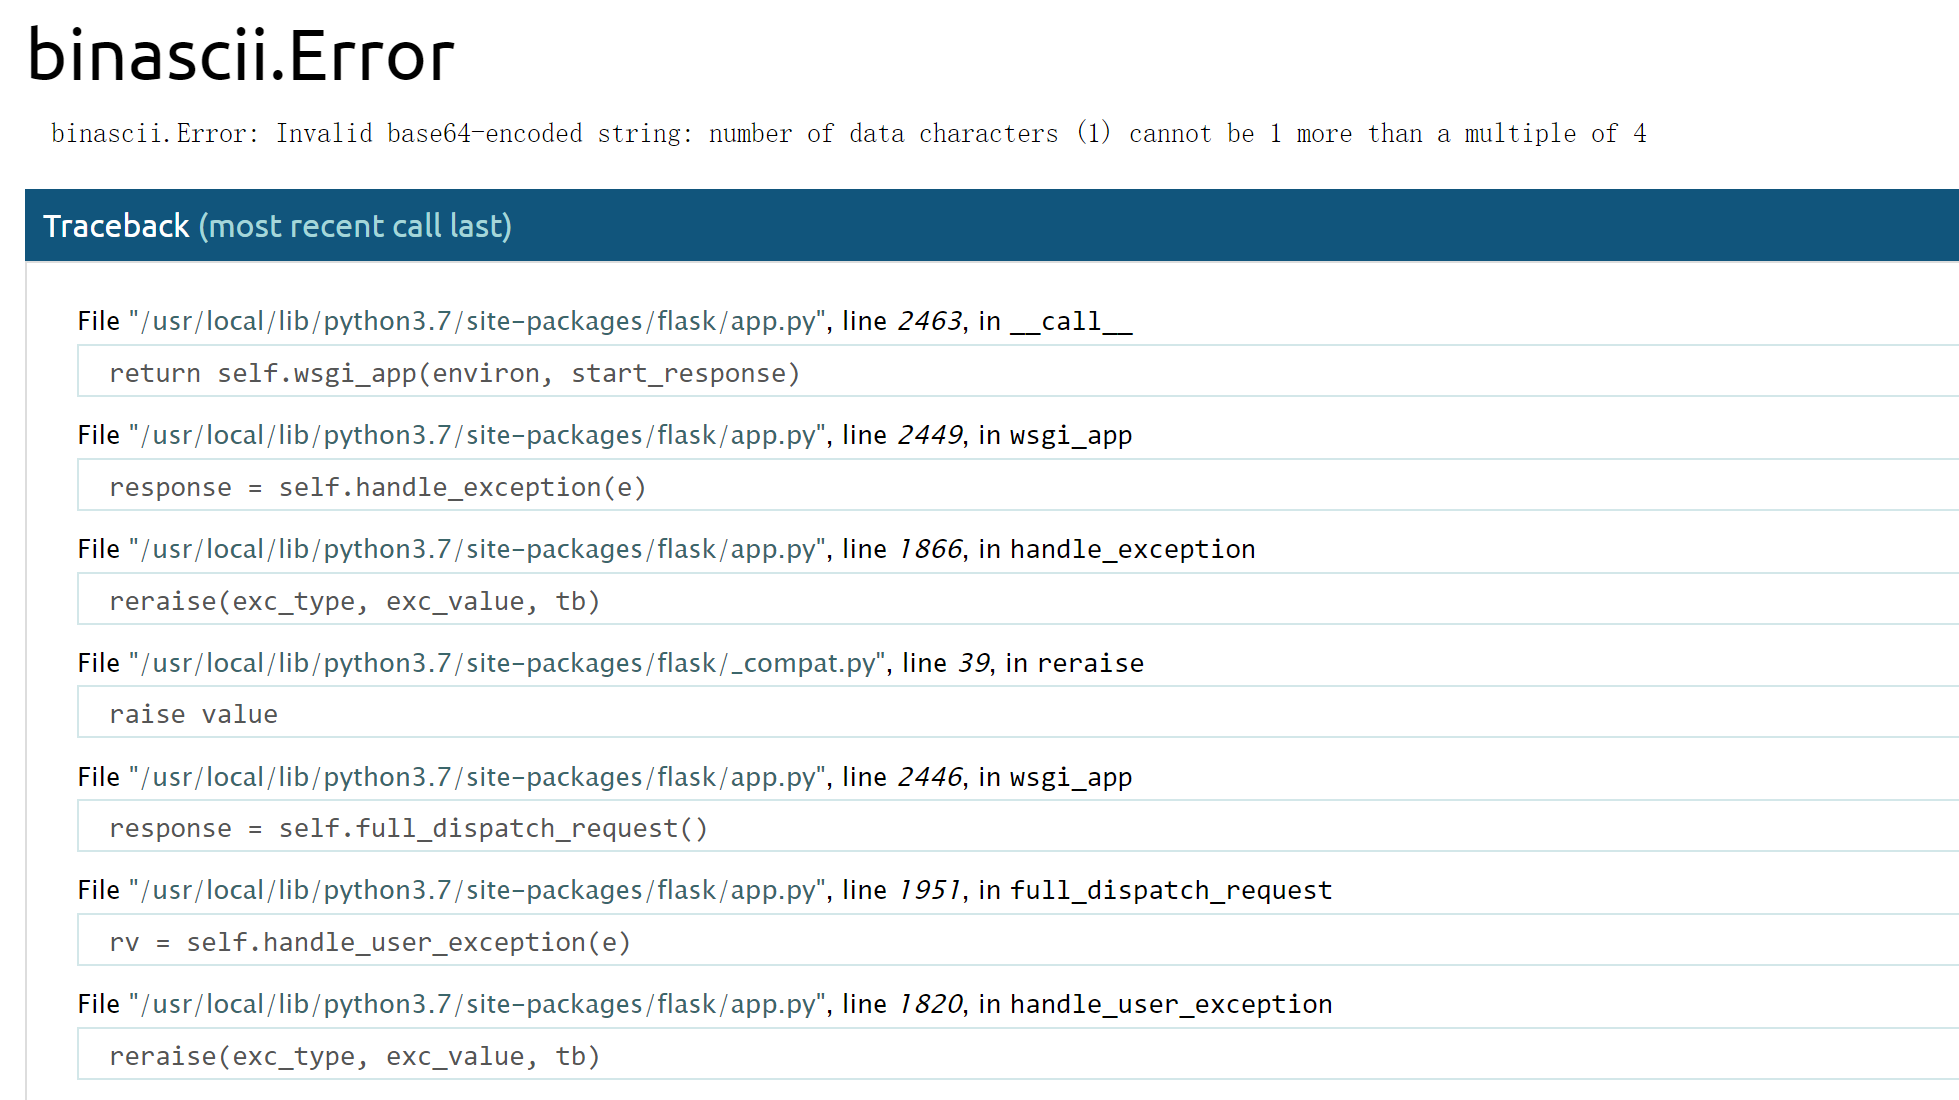 binascii.Error
binascii.Error: Invalid base64-encoded string: number of data characters (1) cannot be 1 more than a multiple of 4
Traceback (most recent call last)
File "/usr/local/lib/python3.7/site-packages/flask/app.py", line 2463, in __call__
return self.wsgi_app(environ, start_response)
File "/usr/local/lib/python3.7/site-packages/flask/app.py", line 2449, in wsgi_app
response = self.handle_exception(e)
File "/usr/local/lib/python3.7/site-packages/flask/app.py", line 1866, in handle_exception
reraise(exc_type, exc_value, tb)
File "/usr/local/lib/python3.7/site-packages/flask/_compat.py", line 39, in reraise
raise value
File "/usr/local/lib/python3.7/site-packages/flask/app.py", line 2446, in wsgi_app
response = self.full_dispatch_request()
File "/usr/local/lib/python3.7/site-packages/flask/app.py", line 1951, in full_dispatch_request
rv = self.handle_user_exception(e)
File "/usr/local/lib/python3.7/site-packages/flask/app.py", line 1820, in handle_user_exception
reraise(exc_type, exc_value, tb)